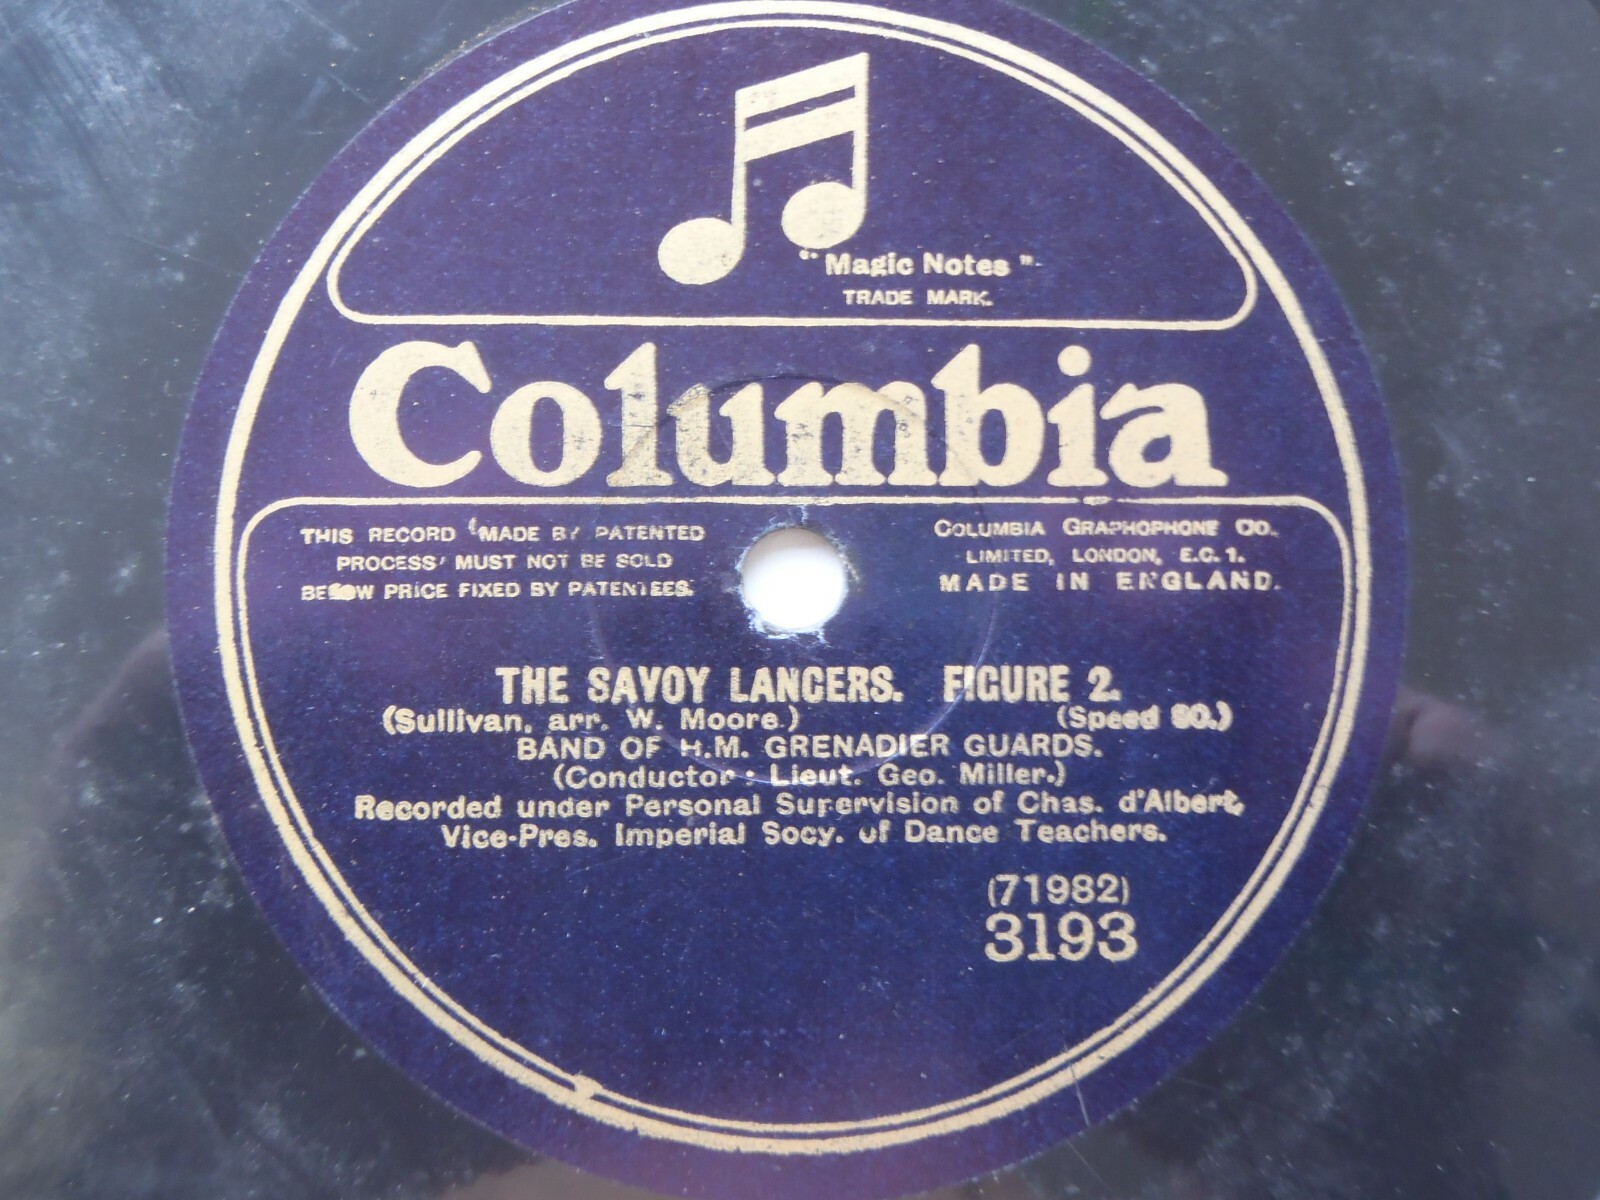 " Magic Notes "
TRADE MARK.
Columbia
THIS RECORD 'MADE BY PATENTED
PROCESS' MUST NOT BE SOLD
BELOW PRICE FIXED BY PATENTEES.
COLUMBIA GRAPHOPHONE CO.
LIMITED, LONDON, E.C.1.
MADE IN ENGLAND.
THE SAVOY LANCERS. FIGURE 2.
(Sullivan, arr. W. Moore.) (Speed 80.)
BAND OF H.M. GRENADIER GUARDS.
(Conductor: Lieut. Geo. Miller.)
Recorded under Personal Supervision of Chas. d'Albert,
Vice-Pres. Imperial Socy. of Dance Teachers.
(71982)
3193